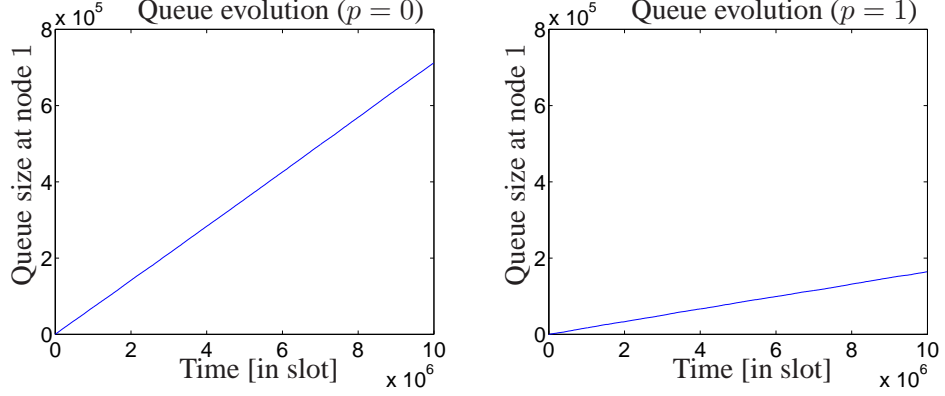 Queue evolution (p = 0)
x 10^5
8
6
4
2
0
Queue size at node 1
0 2 4 6 8 10
Time [in slot]
x 10^6
Queue evolution (p = 1)
x 10^5
8
6
4
2
0
Queue size at node 1
0 2 4 6 8 10
Time [in slot]
x 10^6